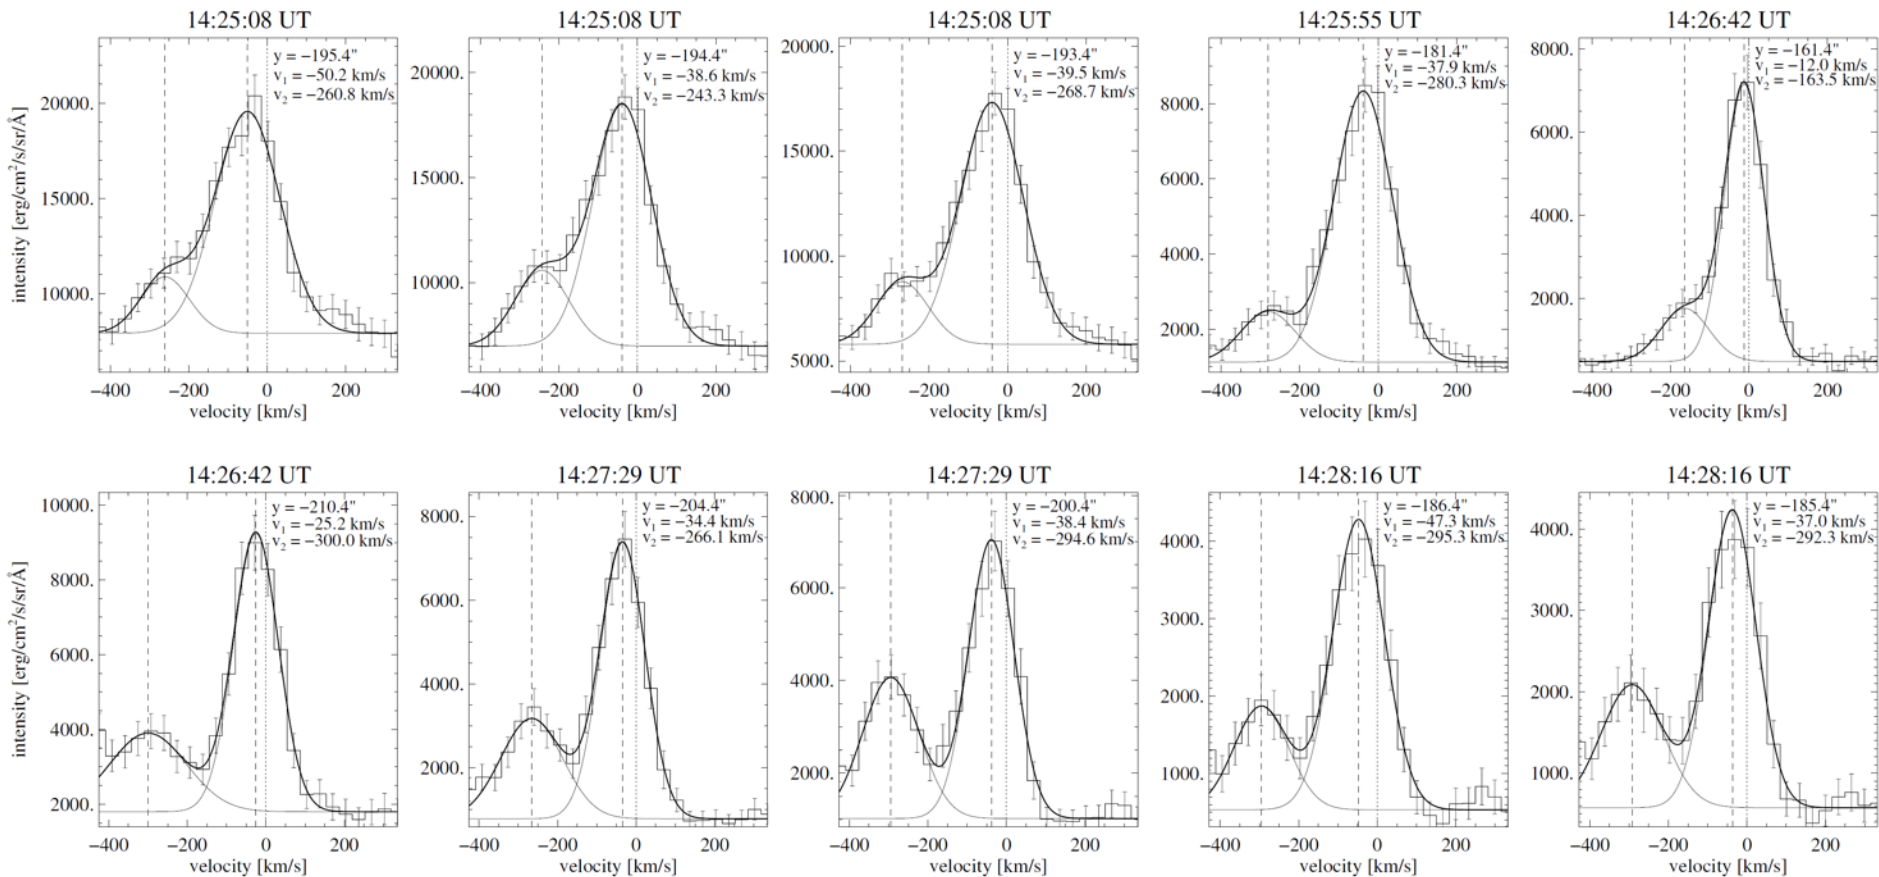 14:25:08 UT
14:25:08 UT
14:25:08 UT
14:25:55 UT
14:26:42 UT
intensity [erg/cm²/s/sr/Å]
20000.
15000.
10000.
y = −195.4"
v₁ = −50.2 km/s
v₂ = −260.8 km/s
−400 −200 0 200
velocity [km/s]
20000.
15000.
10000.
y = −194.4"
v₁ = −38.6 km/s
v₂ = −243.3 km/s
−400 −200 0 200
velocity [km/s]
20000.
15000.
10000.
5000.
y = −193.4"
v₁ = −39.5 km/s
v₂ = −268.7 km/s
−400 −200 0 200
velocity [km/s]
8000.
6000.
4000.
2000.
y = −181.4"
v₁ = −37.9 km/s
v₂ = −280.3 km/s
−400 −200 0 200
velocity [km/s]
8000.
6000.
4000.
2000.
y = −161.4"
v₁ = −12.0 km/s
v₂ = −163.5 km/s
−400 −200 0 200
velocity [km/s]
14:26:42 UT
14:27:29 UT
14:27:29 UT
14:28:16 UT
14:28:16 UT
intensity [erg/cm²/s/sr/Å]
10000.
8000.
6000.
4000.
2000.
y = −210.4"
v₁ = −25.2 km/s
v₂ = −300.0 km/s
−400 −200 0 200
velocity [km/s]
8000.
6000.
4000.
2000.
y = −204.4"
v₁ = −34.4 km/s
v₂ = −266.1 km/s
−400 −200 0 200
velocity [km/s]
8000.
6000.
4000.
2000.
y = −200.4"
v₁ = −38.4 km/s
v₂ = −294.6 km/s
−400 −200 0 200
velocity [km/s]
4000.
3000.
2000.
1000.
y = −186.4"
v₁ = −47.3 km/s
v₂ = −295.3 km/s
−400 −200 0 200
velocity [km/s]
4000.
3000.
2000.
1000.
y = −185.4"
v₁ = −37.0 km/s
v₂ = −292.3 km/s
−400 −200 0 200
velocity [km/s]